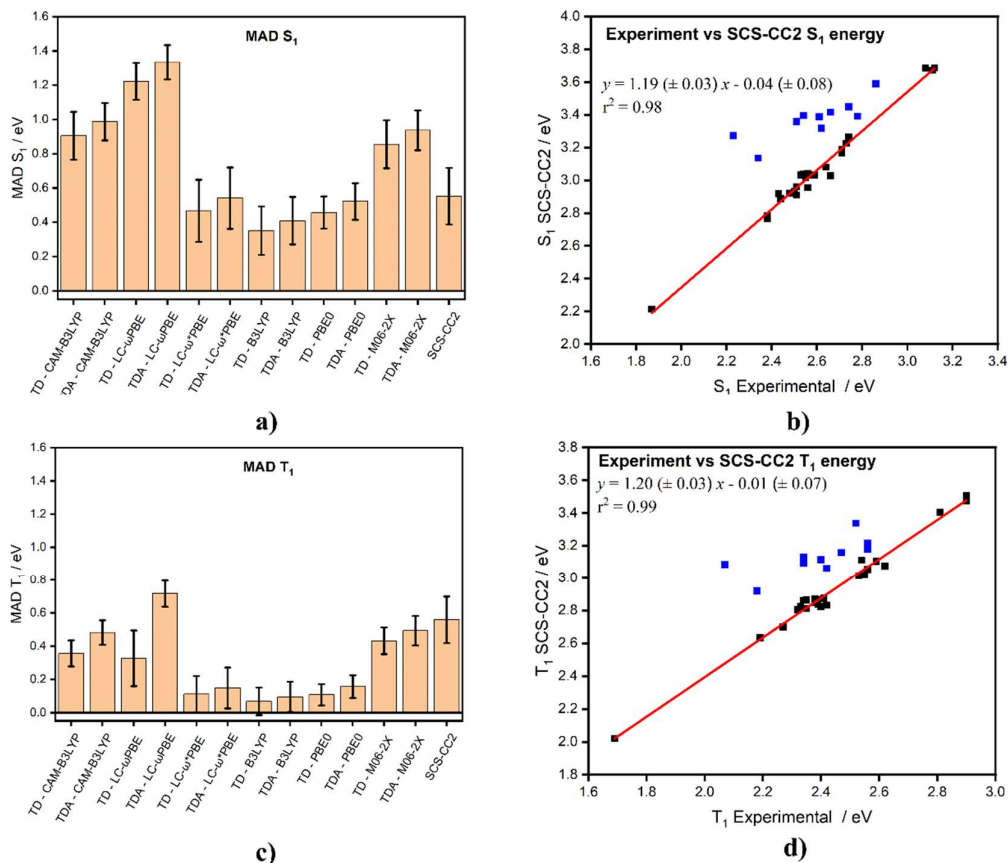 MAD S₁
1.6
1.4
1.2
1.0
0.8
0.6
0.4
0.2
0.0
MAD S₁ / eV
TD - CAM-B3LYP
TDA - CAM-B3LYP
TD - LC-ωPBE
TDA - LC-ωPBE
TD - LC-ω*PBE
TDA - LC-ω*PBE
TD - B3LYP
TDA - B3LYP
TD - PBE0
TDA - PBE0
TD - M06-2X
TDA - M06-2X
SCS-CC2
a)
Experiment vs SCS-CC2 S₁ energy
y = 1.19 (± 0.03) x - 0.04 (± 0.08)
r² = 0.98
4.0
3.8
3.6
3.4
3.2
3.0
2.8
2.6
2.4
2.2
2.0
S₁ SCS-CC2 / eV
1.6 1.8 2.0 2.2 2.4 2.6 2.8 3.0 3.2 3.4
S₁ Experimental / eV
b)
MAD T₁
1.6
1.4
1.2
1.0
0.8
0.6
0.4
0.2
0.0
MAD T₁ / eV
TD - CAM-B3LYP
TDA - CAM-B3LYP
TD - LC-ωPBE
TDA - LC-ωPBE
TD - LC-ω*PBE
TDA - LC-ω*PBE
TD - B3LYP
TDA - B3LYP
TD - PBE0
TDA - PBE0
TD - M06-2X
TDA - M06-2X
SCS-CC2
c)
Experiment vs SCS-CC2 T₁ energy
y = 1.20 (± 0.03) x - 0.01 (± 0.07)
r² = 0.99
3.8
3.6
3.4
3.2
3.0
2.8
2.6
2.4
2.2
2.0
1.8
T₁ SCS-CC2 / eV
1.6 1.8 2.0 2.2 2.4 2.6 2.8 3.0
T₁ Experimental / eV
d)